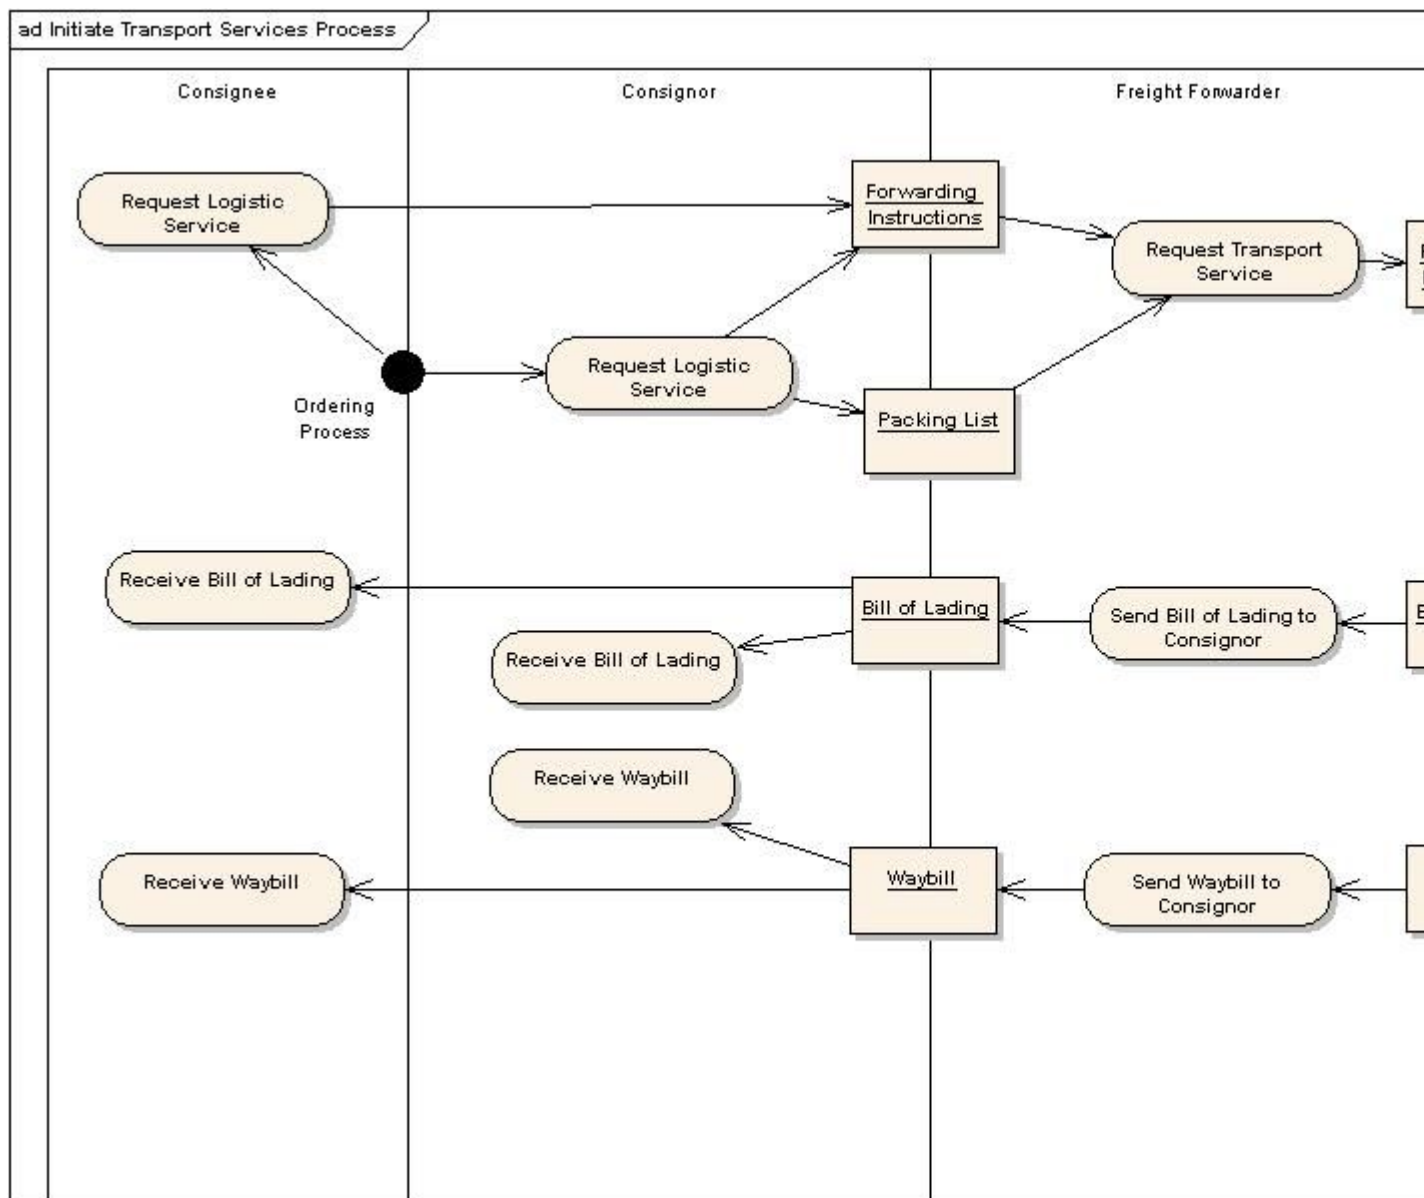 ad Initiate Transport Services Process
Consignee
Consignor
Freight Forwarder
Request Logistic
Service
Forwarding
Instructions
Request Transport
Service
Request Logistic
Service
Ordering
Process
Packing List
Receive Bill of Lading
Bill of Lading
Send Bill of Lading to
Consignor
Receive Bill of Lading
Receive Waybill
Receive Waybill
Waybill
Send Waybill to
Consignor